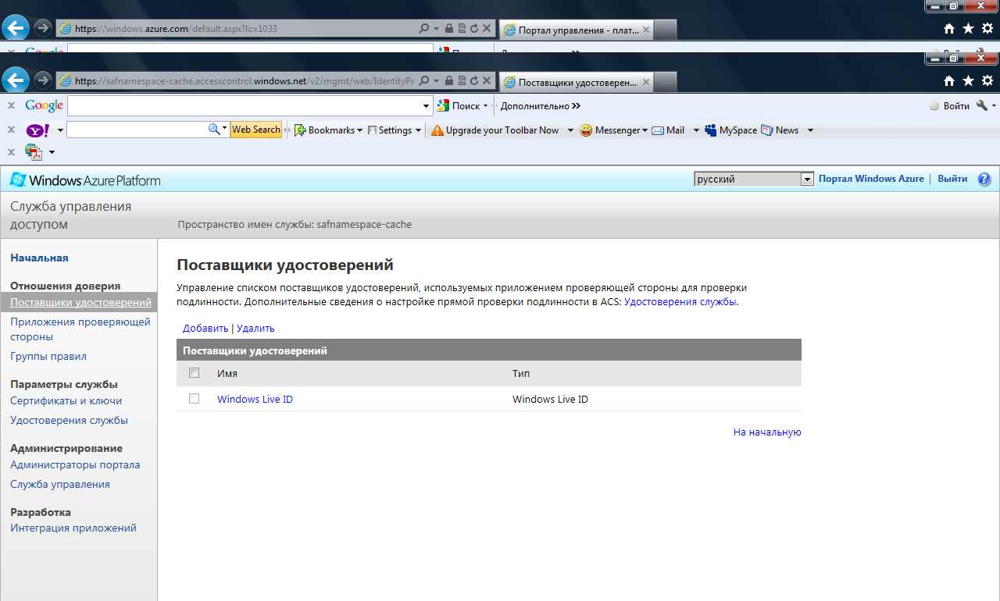 https://windows.azure.com/default.aspx?lc=1033
Портал управления - плат...
https://safnamespace-cache.accesscontrol.windows.net/v2/mgmt/web/IdentityPr
Поставщики удостоверен...
Google
Поиск
Дополнительно
Войти
Y!
Web Search
Bookmarks
Settings
Upgrade your Toolbar Now
Messenger
Mail
MySpace
News
Windows Azure Platform
русский
Портал Windows Azure | Выйти
Служба управления
доступом
Пространство имен службы: safnamespace-cache
Начальная
Отношения доверия
Поставщики удостоверений
Приложения проверяющей
стороны
Группы правил
Параметры службы
Сертификаты и ключи
Удостоверения службы
Администрирование
Администраторы портала
Служба управления
Разработка
Интеграция приложений
Поставщики удостоверений
Управление списком поставщиков удостоверений, используемых приложением проверяющей стороны для проверки
подлинности. Дополнительные сведения о настройке прямой проверки подлинности в ACS: Удостоверения службы.
Добавить | Удалить
Поставщики удостоверений
Имя Тип
Windows Live ID Windows Live ID
На начальную